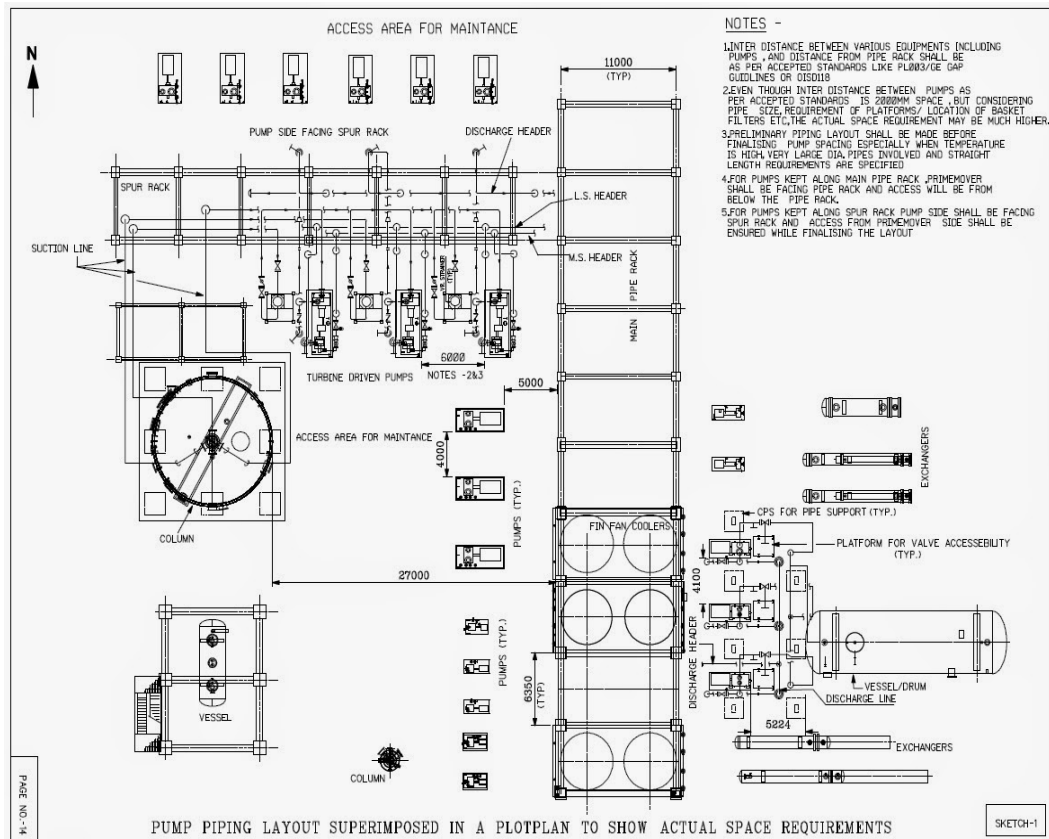 ACCESS AREA FOR MAINTANCE
N
PUMP SIDE FACING SPUR RACK
DISCHARGE HEADER
SPUR RACK
L.S. HEADER
M.S. HEADER
SUCTION LINE
Y.TR. STRAINER
(TYP.)
6000
TURBINE DRIVEN PUMPS
NOTES -2&3
5000
11000
(TYP)
MAIN PIPE RACK
NOTES -
1.INTER DISTANCE BETWEEN VARIOUS EQUIPMENTS INCLUDING
PUMPS ,AND DISTANCE FROM PIPE RACK SHALL BE
AS PER ACCEPTED STANDARDS LIKE PL003/GE GAP
GUIDLINES OR OISD118
2.EVEN THOUGH INTER DISTANCE BETWEEN PUMPS AS
PER ACCEPTED STANDARDS IS 2000MM SPACE ,BUT CONSIDERING
PIPE SIZE,REQUIREMENT OF PLATFORMS/ LOCATION OF BASKET
FILTERS ETC,THE ACTUAL SPACE REQUIREMENT MAY BE MUCH HIGHER.
3.PRELIMINARY PIPING LAYOUT SHALL BE MADE BEFORE
FINALISING PUMP SPACING ESPECIALLY WHEN TEMPERATURE
IS HIGH,VERY LARGE DIA. PIPES INVOLVED AND STRAIGHT
LENGTH REQUIREMENTS ARE SPECIFIED
4.FOR PUMPS KEPT ALONG MAIN PIPE RACK ,PRIMEMOVER
SHALL BE FACING PIPE RACK AND ACCESS WILL BE FROM
BELOW THE PIPE RACK.
5.FOR PUMPS KEPT ALONG SPUR RACK PUMP SIDE SHALL BE FACING
SPUR RACK AND ACCESS FROM PRIMEMOVER SIDE SHALL BE
ENSURED WHILE FINALISING THE LAYOUT
ACCESS AREA FOR MAINTANCE
4000
PUMPS (TYP.)
COLUMN
27000
FIN FAN COOLERS
EXCHANGERS
CPS FOR PIPE SUPPORT (TYP.)
PLATFORM FOR VALVE ACCESSEBILITY
(TYP.)
4100
VESSEL
PUMPS (TYP.)
6350
(TYP)
DISCHARGE HEADER
VESSEL/DRUM
DISCHARGE LINE
5224
EXCHANGERS
COLUMN
PAGE NO.-14
PUMP PIPING LAYOUT SUPERIMPOSED IN A PLOTPLAN TO SHOW ACTUAL SPACE REQUIREMENTS
SKETCH-1